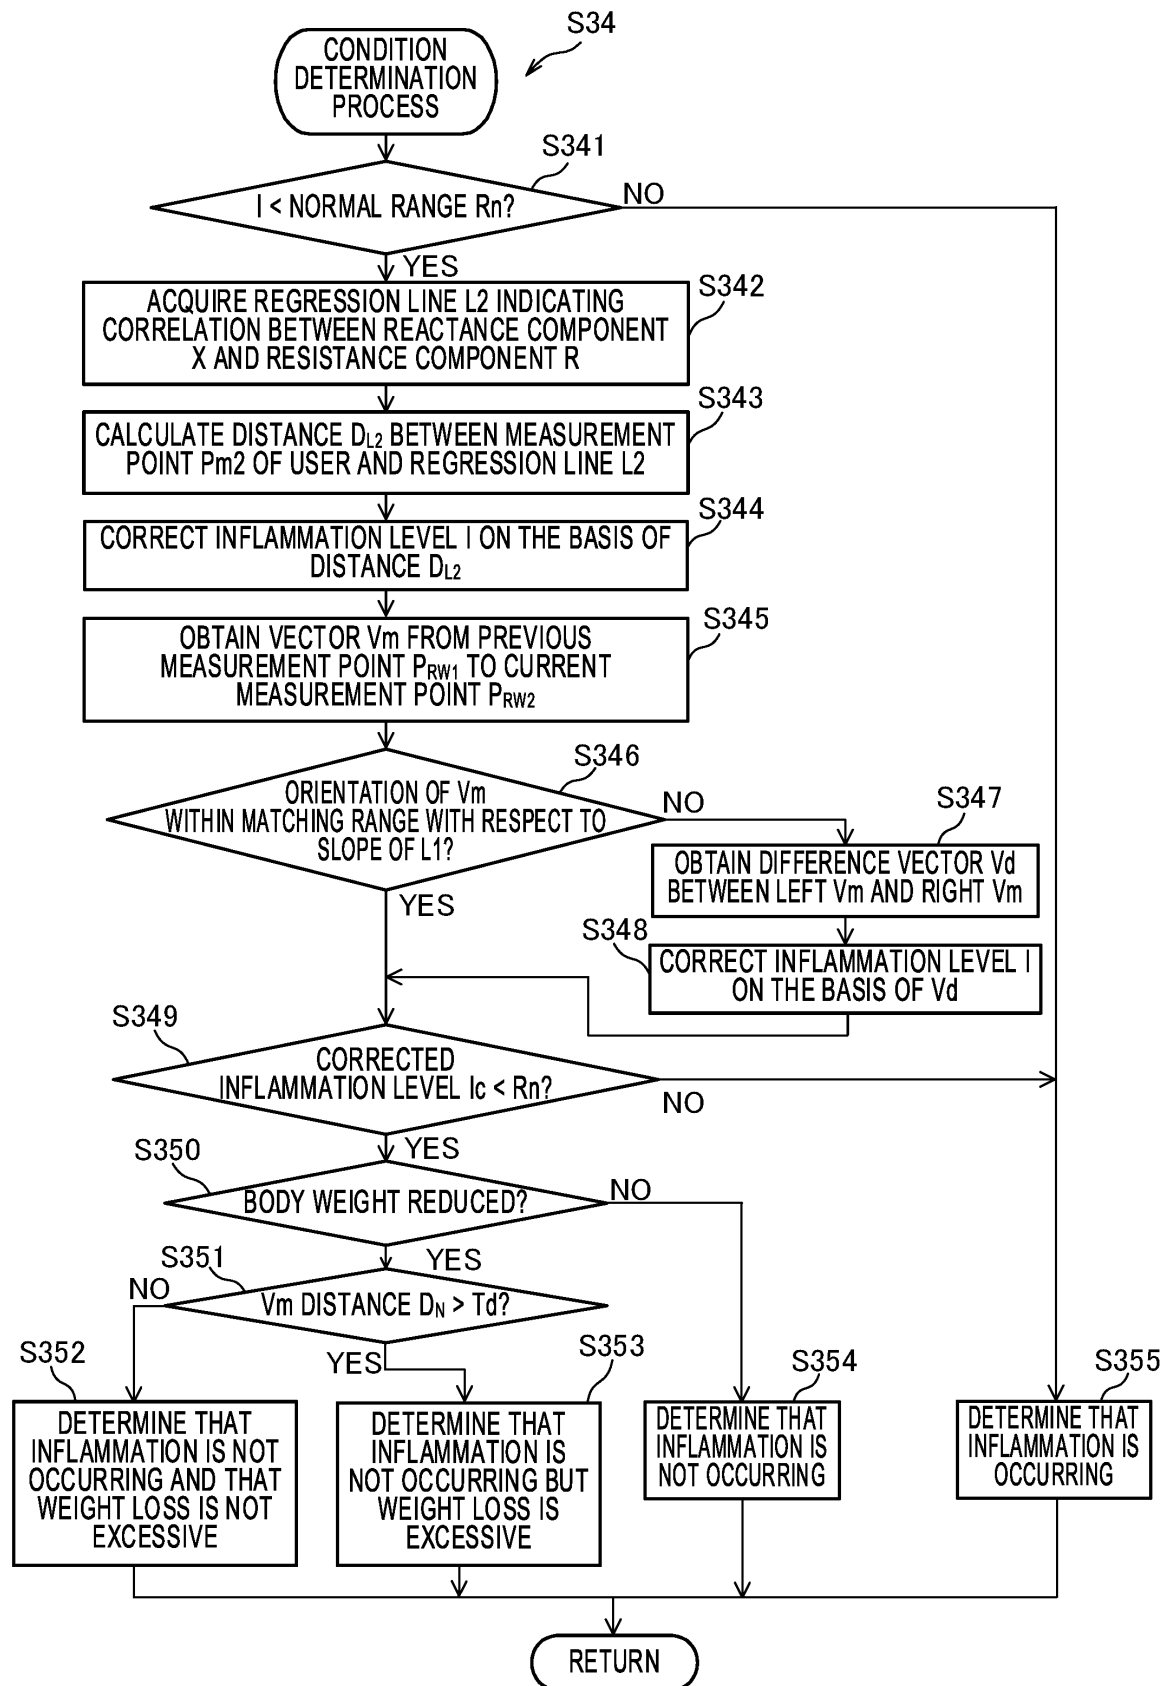 S34
CONDITION
DETERMINATION
PROCESS
S341
I < NORMAL RANGE Rn?
NO
YES
S342
ACQUIRE REGRESSION LINE L2 INDICATING
CORRELATION BETWEEN REACTANCE COMPONENT
X AND RESISTANCE COMPONENT R
S343
CALCULATE DISTANCE DL2 BETWEEN MEASUREMENT
POINT Pm2 OF USER AND REGRESSION LINE L2
S344
CORRECT INFLAMMATION LEVEL I ON THE BASIS OF
DISTANCE DL2
S345
OBTAIN VECTOR Vm FROM PREVIOUS
MEASUREMENT POINT PRW1 TO CURRENT
MEASUREMENT POINT PRW2
S346
ORIENTATION OF Vm
WITHIN MATCHING RANGE WITH RESPECT TO
SLOPE OF L1?
NO
YES
S347
OBTAIN DIFFERENCE VECTOR Vd
BETWEEN LEFT Vm AND RIGHT Vm
S348
CORRECT INFLAMMATION LEVEL I
ON THE BASIS OF Vd
S349
CORRECTED
INFLAMMATION LEVEL Ic < Rn?
NO
YES
S350
BODY WEIGHT REDUCED?
NO
YES
S351
Vm DISTANCE DN > Td?
NO
YES
S352
DETERMINE THAT
INFLAMMATION IS NOT
OCCURRING AND THAT
WEIGHT LOSS IS NOT
EXCESSIVE
S353
DETERMINE THAT
INFLAMMATION IS
NOT OCCURRING BUT
WEIGHT LOSS IS
EXCESSIVE
S354
DETERMINE THAT
INFLAMMATION IS
NOT OCCURRING
S355
DETERMINE THAT
INFLAMMATION IS
OCCURRING
RETURN